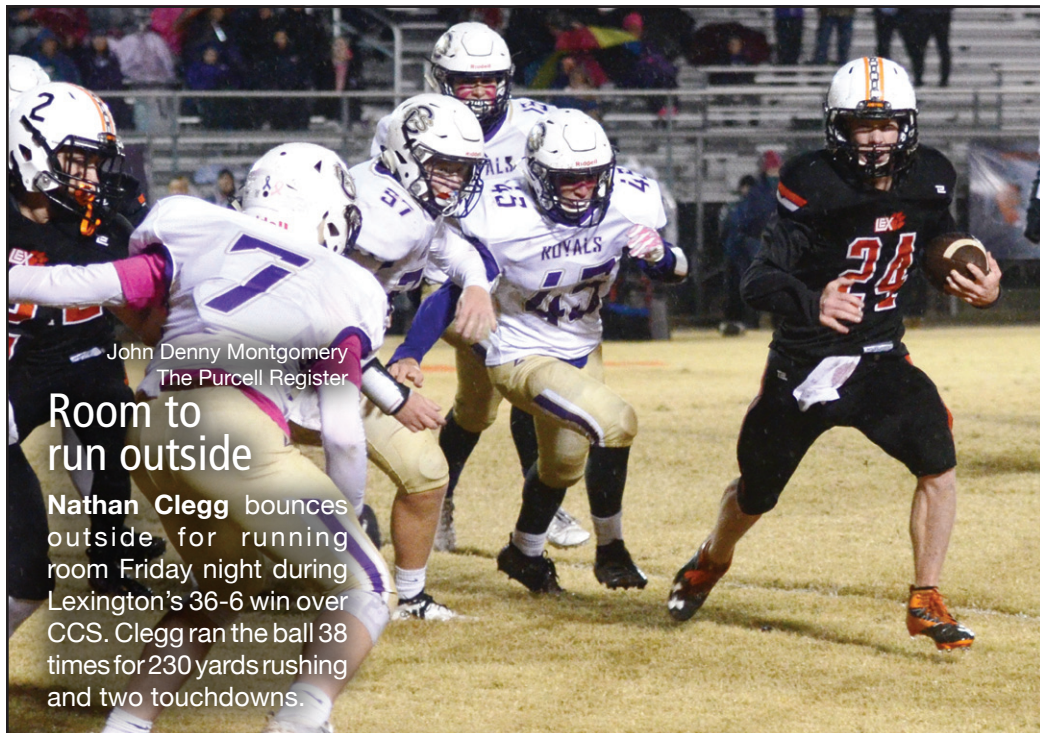 2
57
45
45
ROYALS
45
7
LEX
24
John Denny Montgomery
The Purcell Register
Room to
run outside
Nathan Clegg bounces
outside for running
room Friday night during
Lexington's 36-6 win over
CCS. Clegg ran the ball 38
times for 230 yards rushing
and two touchdowns.